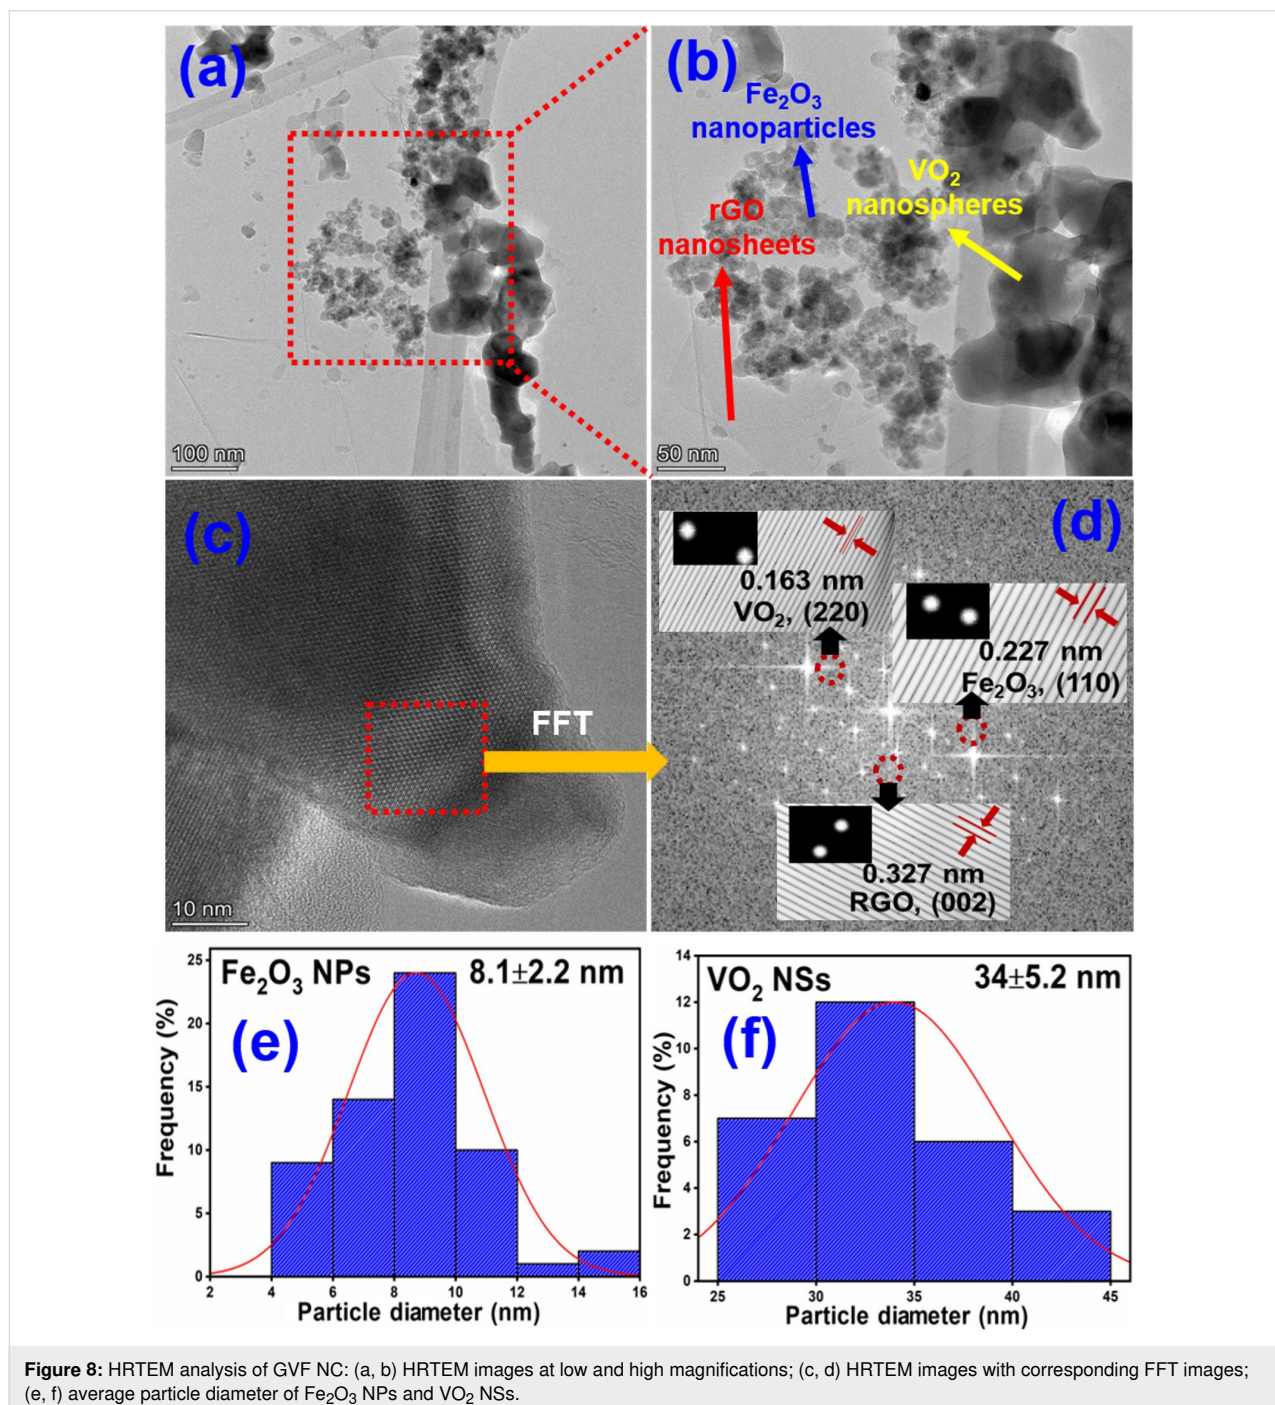 (a)
100 nm
(b)
Fe₂O₃
nanoparticles
VO₂
nanospheres
rGO
nanosheets
50 nm
(c)
FFT
10 nm
(d)
0.163 nm
VO₂, (220)
0.227 nm
Fe₂O₃, (110)
0.327 nm
RGO, (002)
Fe₂O₃ NPs
8.1±2.2 nm
(e)
Frequency (%)
25
20
15
10
5
0
2 4 6 8 10 12 14 16
Particle diameter (nm)
VO₂ NSs
34±5.2 nm
(f)
Frequency (%)
14
12
10
8
6
4
2
0
25 30 35 40 45
Particle diameter (nm)
Figure 8: HRTEM analysis of GVF NC: (a, b) HRTEM images at low and high magnifications; (c, d) HRTEM images with corresponding FFT images;
(e, f) average particle diameter of Fe₂O₃ NPs and VO₂ NSs.